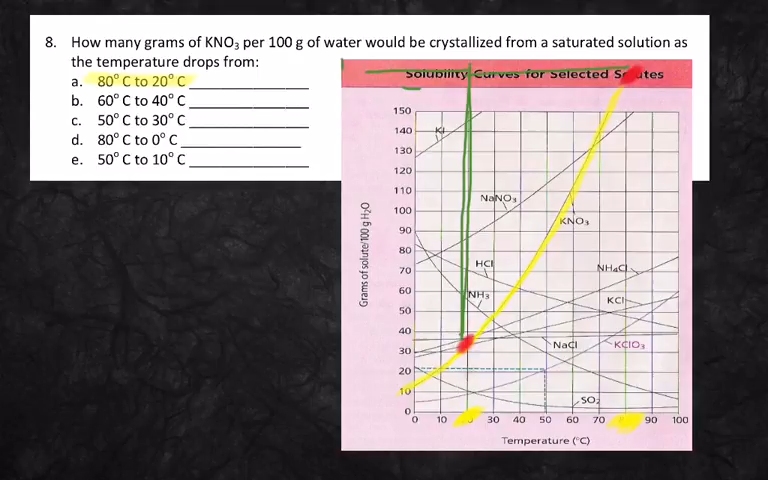 8. How many grams of KNO₃ per 100 g of water would be crystallized from a saturated solution as
the temperature drops from:
a. 80° C to 20° C
b. 60° C to 40° C
c. 50° C to 30° C
d. 80° C to 0° C
e. 50° C to 10° C
Solubility Curves for Selected Solutes
150
140
130
120
110
100
90
80
70
60
50
40
30
20
10
0
KI
NaNO₃
KNO₃
HCl
NH₄Cl
NH₃
KCl
NaCl
KClO₃
SO₂
Grams of solute/100 g H₂O
0 10 30 40 50 60 70 90 100
Temperature (°C)